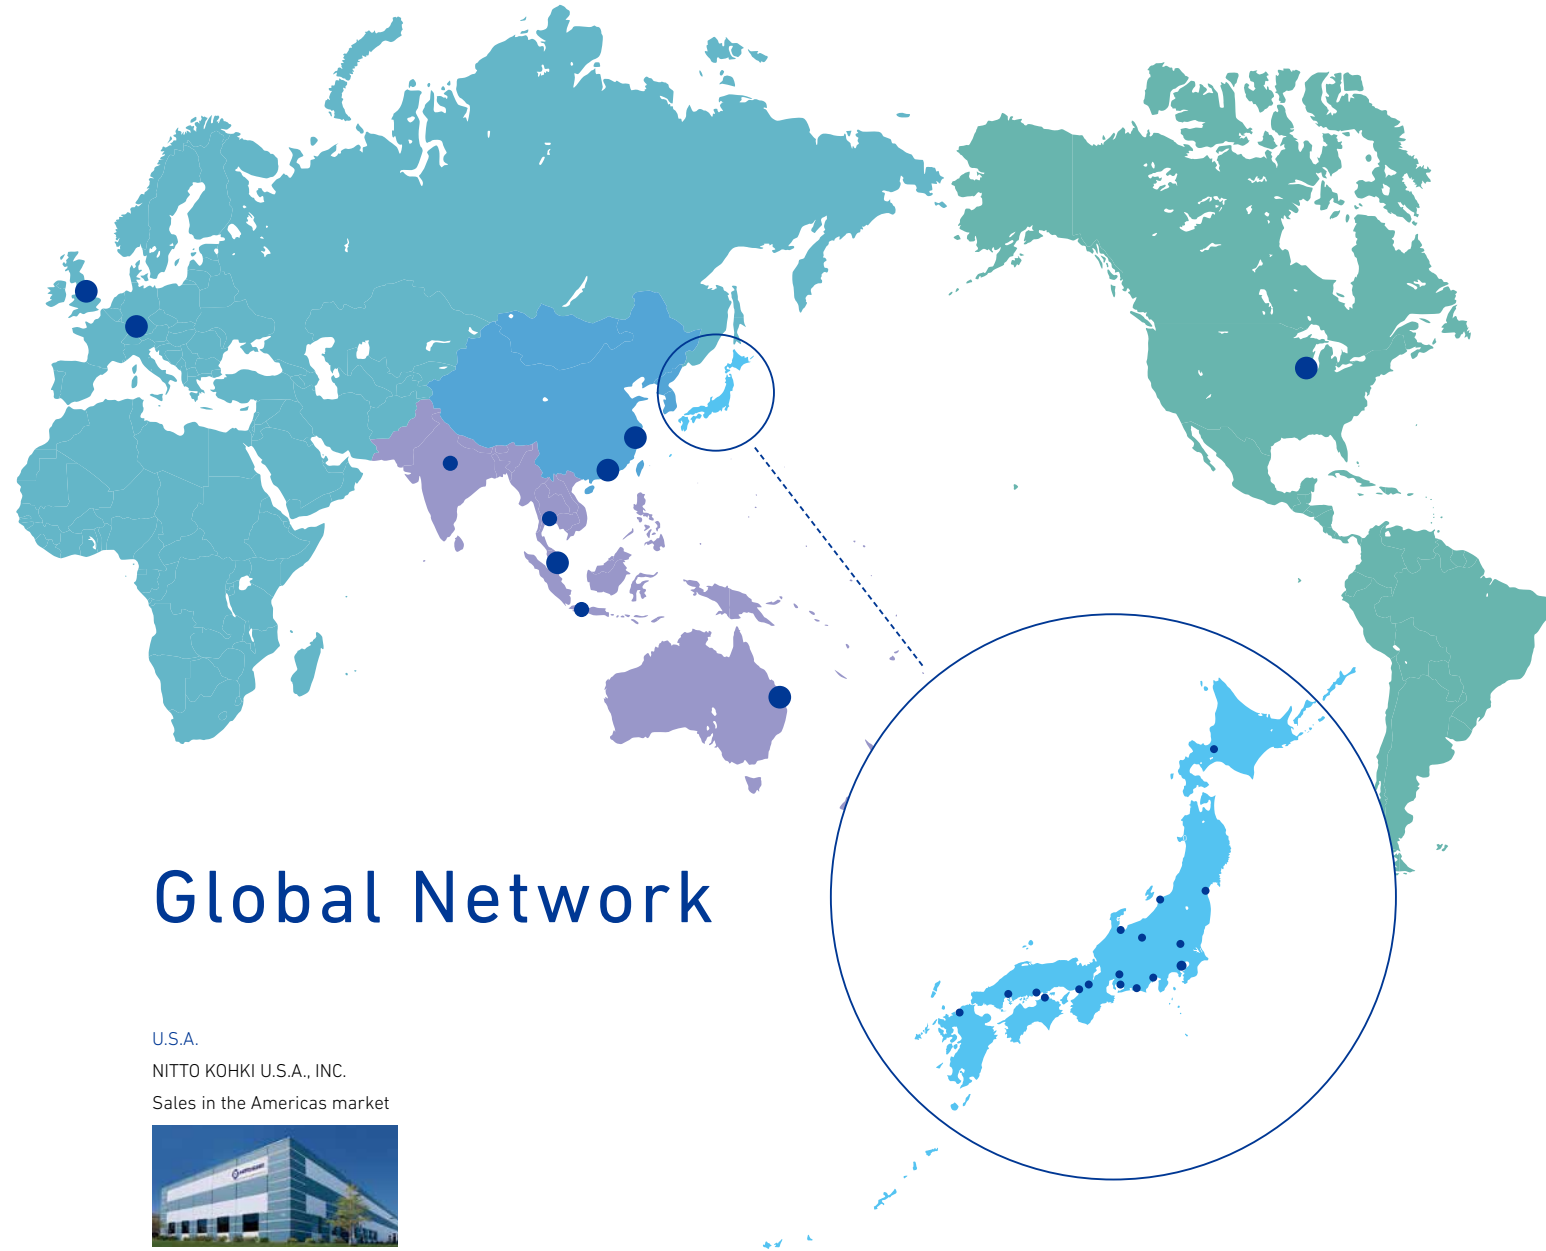 Global Network
U.S.A.
NITTO KOHKI U.S.A., INC.
Sales in the Americas market